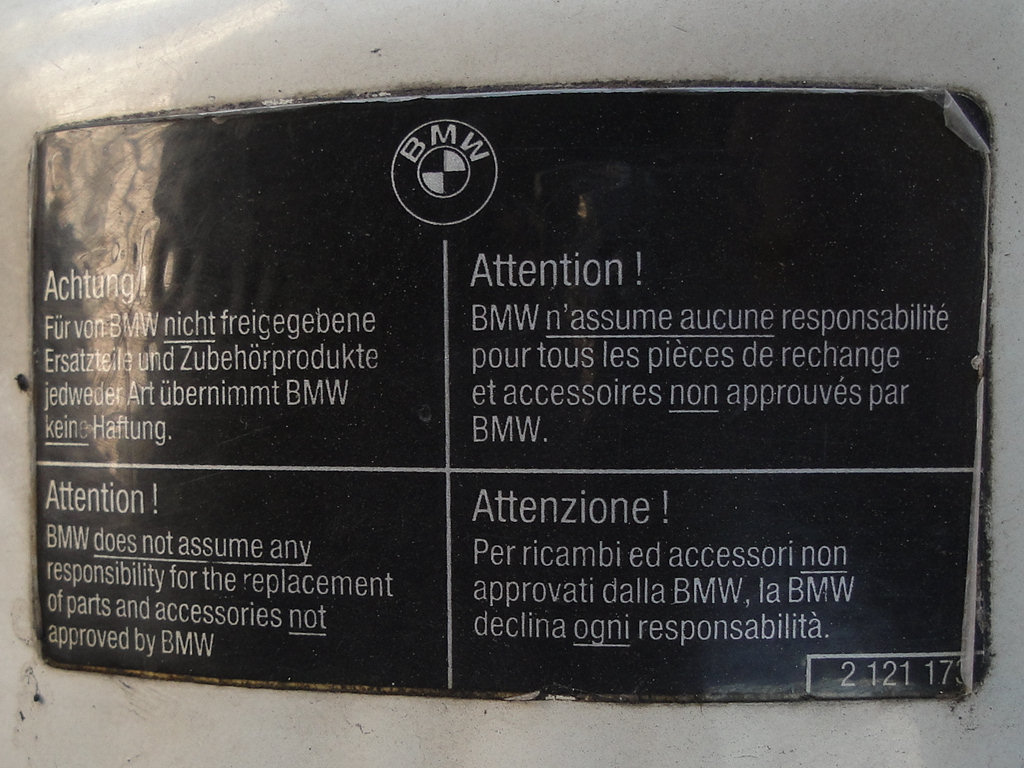 BMW
Achtung!
Für von BMW nicht freigegebene
Ersatzteile und Zubehörprodukte
jedweder Art übernimmt BMW
keine Haftung.
Attention !
BMW n'assume aucune responsabilité
pour tous les pièces de rechange
et accessoires non approuvés par
BMW.
Attention !
BMW does not assume any
responsibility for the replacement
of parts and accessories not
approved by BMW
Attenzione !
Per ricambi ed accessori non
approvati dalla BMW, la BMW
declina ogni responsabilità.
2 121 173